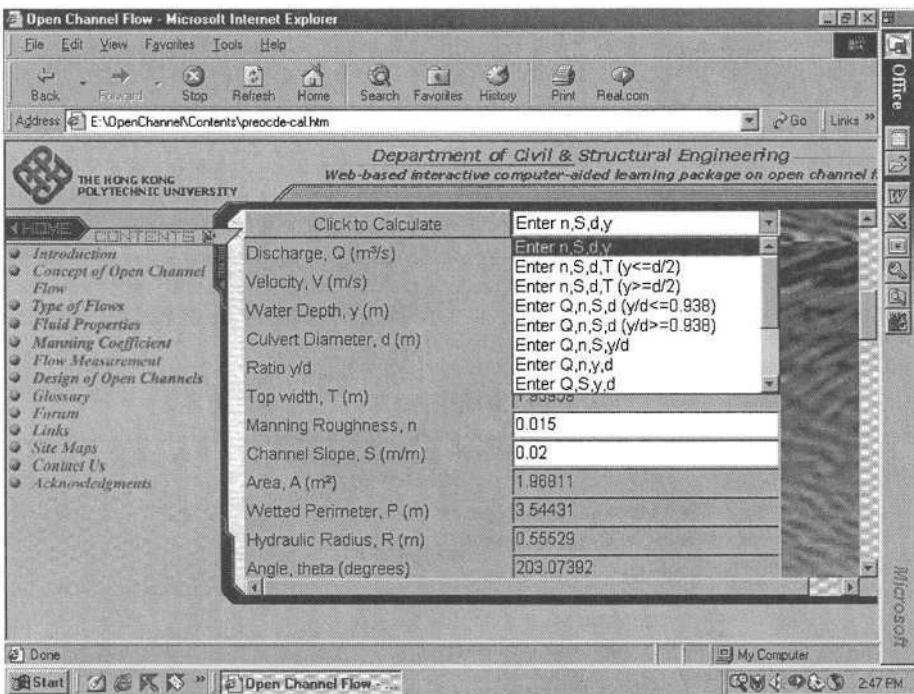 Open Channel Flow - Microsoft Internet Explorer
File Edit View Favorites Tools Help
Back Forward Stop Refresh Home Search Favorites History Print Real.com
Address E:\OpenChannel\Contents\preocde-cal.htm Go Links »
Office
THE HONG KONG
POLYTECHNIC UNIVERSITY
Department of Civil & Structural Engineering
Web-based interactive computer-aided learning package on open channel f
HOME
CONTENTS
Introduction
Concept of Open Channel
Flow
Type of Flows
Fluid Properties
Manning Coefficient
Flow Measurement
Design of Open Channels
Glossary
Forum
Links
Site Maps
Contact Us
Acknowledgments
Click to Calculate Enter n,S,d,y
Discharge, Q (m³/s)
Velocity, V (m/s)
Water Depth, y (m)
Culvert Diameter, d (m)
Ratio y/d
Enter n,S,d,y
Enter n,S,d,T (y<=d/2)
Enter n,S,d,T (y>=d/2)
Enter Q,n,S,d (y/d<=0.938)
Enter Q,n,S,d (y/d>=0.938)
Enter Q,n,S,y/d
Enter Q,n,y,d
Enter Q,S,y,d
Top width, T (m)
Manning Roughness, n 0.015
Channel Slope, S (m/m) 0.02
Area, A (m²) 1.96811
Wetted Perimeter, P (m) 3.54431
Hydraulic Radius, R (m) 0.55529
Angle, theta (degrees) 203.07392
Microsoft
Done My Computer
Start » Open Channel Flow - ... 2:47 PM